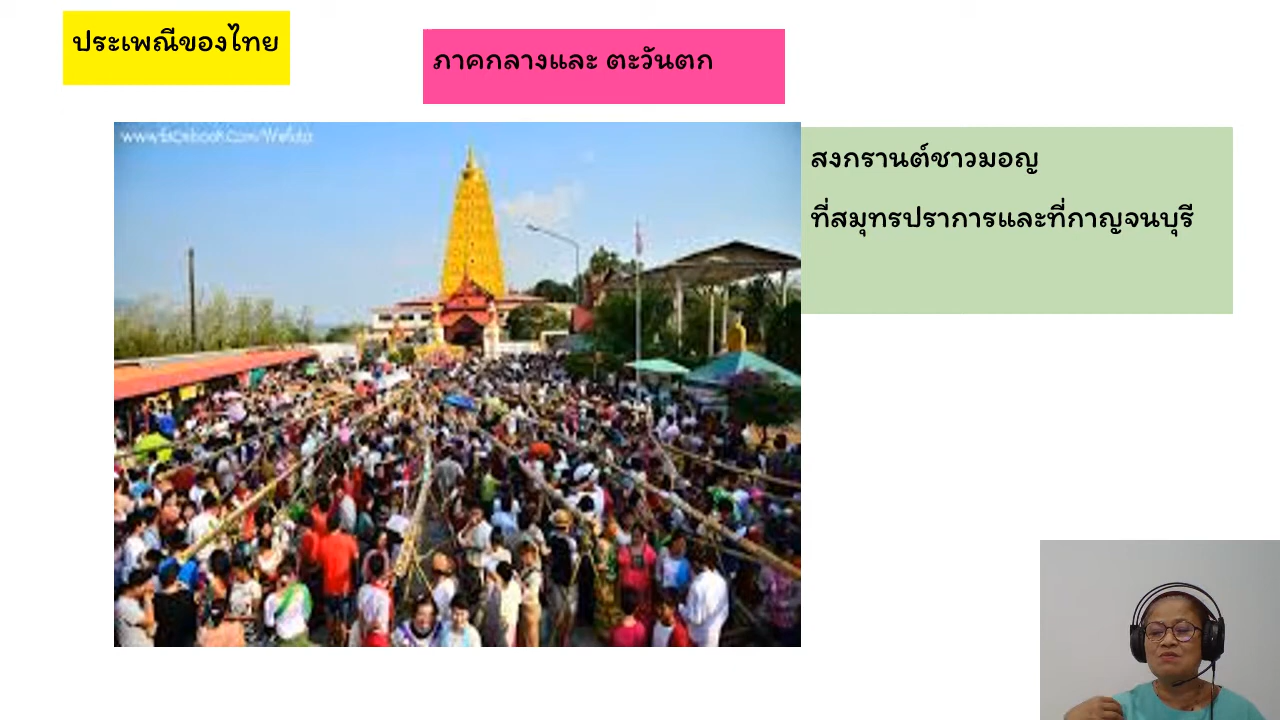 ประเพณีของไทย
ภาคกลางและ ตะวันตก
สงกรานต์ชาวมอญ
ที่สมุทรปราการและที่กาญจนบุรี